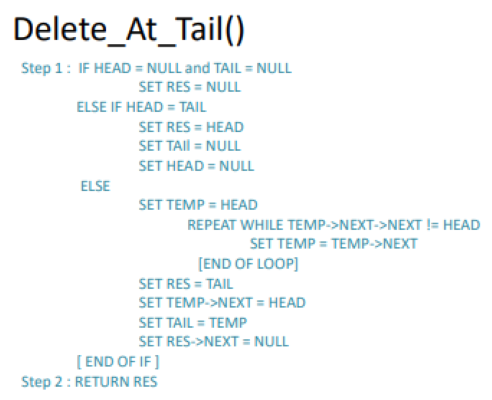 Delete_At_Tail()
Step 1 : IF HEAD = NULL and TAIL = NULL
SET RES = NULL
ELSE IF HEAD = TAIL
SET RES = HEAD
SET TAIl = NULL
SET HEAD = NULL
ELSE
SET TEMP = HEAD
REPEAT WHILE TEMP->NEXT->NEXT != HEAD
SET TEMP = TEMP->NEXT
[END OF LOOP]
SET RES = TAIL
SET TEMP->NEXT = HEAD
SET TAIL = TEMP
SET RES->NEXT = NULL
[ END OF IF ]
Step 2 : RETURN RES